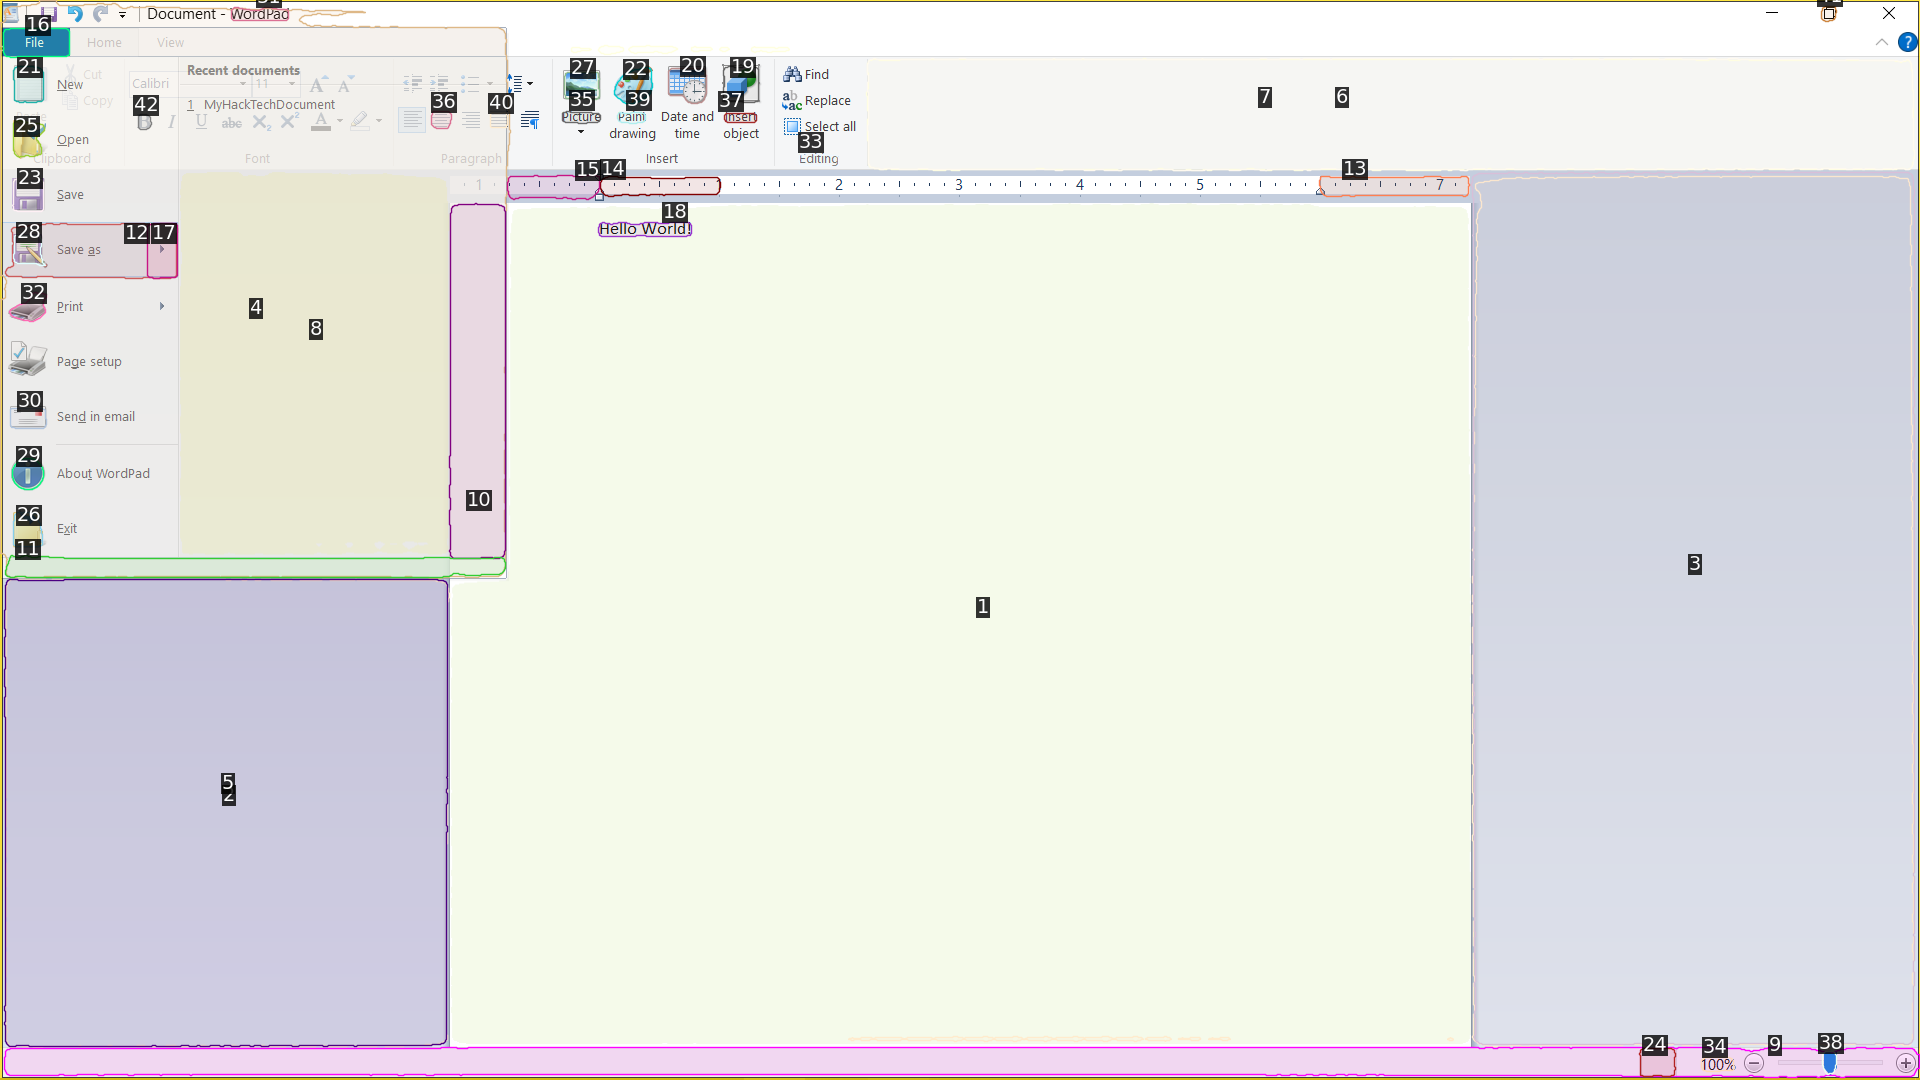 Document - WordPad
File Home View
New
Open
Save
Save as
Print
Page setup
Send in email
About WordPad
Exit
Recent documents
1 MyHackTechDocument
Cut
Copy
Clipboard
Calibri 11
Font
Paragraph
Picture
Paint drawing
Date and time
Insert object
Insert
Find
Replace
Select all
Editing
1 2 3 4 5 7
Hello World!
100%
16
21
42
25
23
28 12 17
32
30
29
26
11
4
8
36
40
27 22 20 19
35 39 37
33
7 6
15 14
13
18
10
1
3
5
2
24 34 9 38